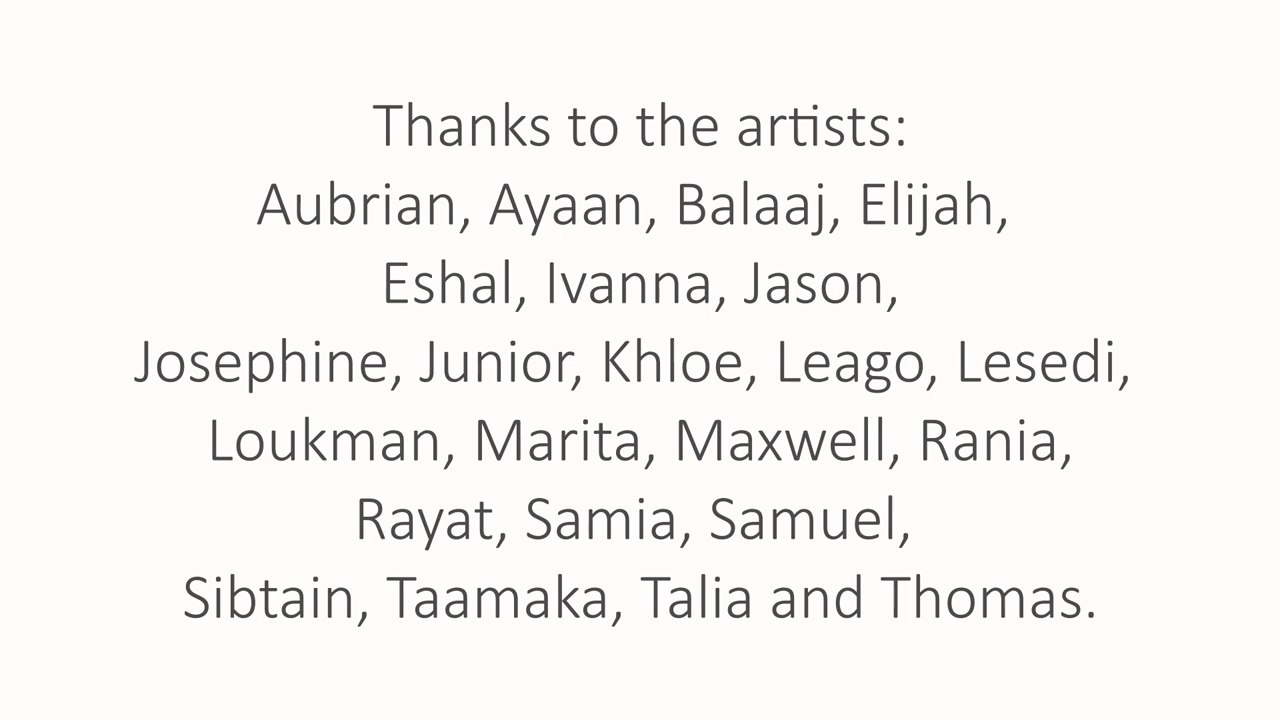 Thanks to the artists:
Aubrian, Ayaan, Balaaj, Elijah,
Eshal, Ivanna, Jason,
Josephine, Junior, Khloe, Leago, Lesedi,
Loukman, Marita, Maxwell, Rania,
Rayat, Samia, Samuel,
Sibtain, Taamaka, Talia and Thomas.